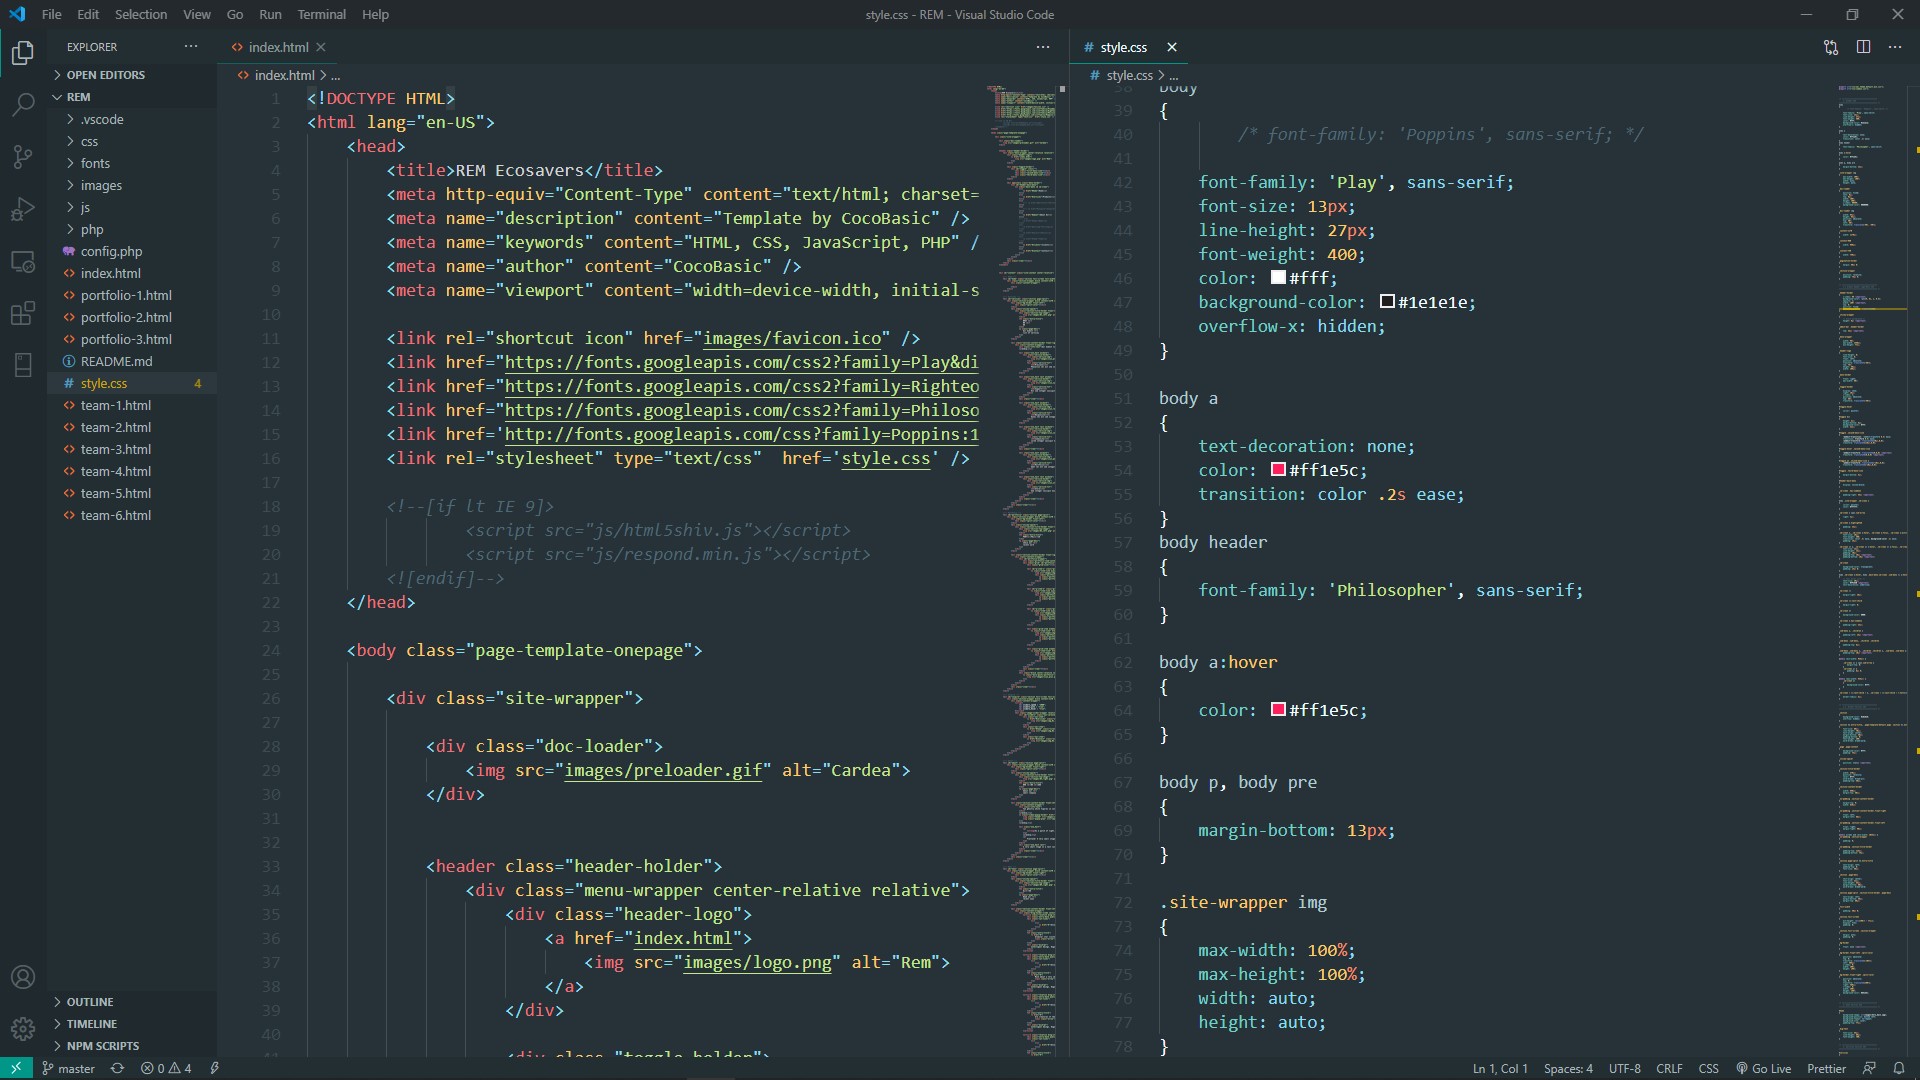 File Edit Selection View Go Run Terminal Help
style.css - REM - Visual Studio Code
EXPLORER
OPEN EDITORS
REM
.vscode
css
fonts
images
js
php
config.php
index.html
portfolio-1.html
portfolio-2.html
portfolio-3.html
README.md
style.css 4
team-1.html
team-2.html
team-3.html
team-4.html
team-5.html
team-6.html
OUTLINE
TIMELINE
NPM SCRIPTS
index.html
index.html > ...
1 <!DOCTYPE HTML>
2 <html lang="en-US">
3 <head>
4 <title>REM Ecosavers</title>
5 <meta http-equiv="Content-Type" content="text/html; charset=
6 <meta name="description" content="Template by CocoBasic" />
7 <meta name="keywords" content="HTML, CSS, JavaScript, PHP" /
8 <meta name="author" content="CocoBasic" />
9 <meta name="viewport" content="width=device-width, initial-s
10
11 <link rel="shortcut icon" href="images/favicon.ico" />
12 <link href="https://fonts.googleapis.com/css2?family=Play&di
13 <link href="https://fonts.googleapis.com/css2?family=Righteo
14 <link href="https://fonts.googleapis.com/css2?family=Philoso
15 <link href='http://fonts.googleapis.com/css?family=Poppins:1
16 <link rel="stylesheet" type="text/css"  href='style.css' />
17
18 <!--[if lt IE 9]>
19 <script src="js/html5shiv.js"></script>
20 <script src="js/respond.min.js"></script>
21 <![endif]-->
22 </head>
23
24 <body class="page-template-onepage">
25
26 <div class="site-wrapper">
27
28 <div class="doc-loader">
29 <img src="images/preloader.gif" alt="Cardea">
30 </div>
31
32
33 <header class="header-holder">
34 <div class="menu-wrapper center-relative relative">
35 <div class="header-logo">
36 <a href="index.html">
37 <img src="images/logo.png" alt="Rem">
38 </a>
39 </div>
40
41 <div class="toggle-holder">
# style.css
# style.css > ...
38 body
39 {
40 /* font-family: 'Poppins', sans-serif; */
41
42 font-family: 'Play', sans-serif;
43 font-size: 13px;
44 line-height: 27px;
45 font-weight: 400;
46 color: #fff;
47 background-color: #1e1e1e;
48 overflow-x: hidden;
49 }
50
51 body a
52 {
53 text-decoration: none;
54 color: #ff1e5c;
55 transition: color .2s ease;
56 }
57 body header
58 {
59 font-family: 'Philosopher', sans-serif;
60 }
61
62 body a:hover
63 {
64 color: #ff1e5c;
65 }
66
67 body p, body pre
68 {
69 margin-bottom: 13px;
70 }
71
72 .site-wrapper img
73 {
74 max-width: 100%;
75 max-height: 100%;
76 width: auto;
77 height: auto;
78 }
master 0 4
Ln 1, Col 1 Spaces: 4 UTF-8 CRLF CSS Go Live Prettier